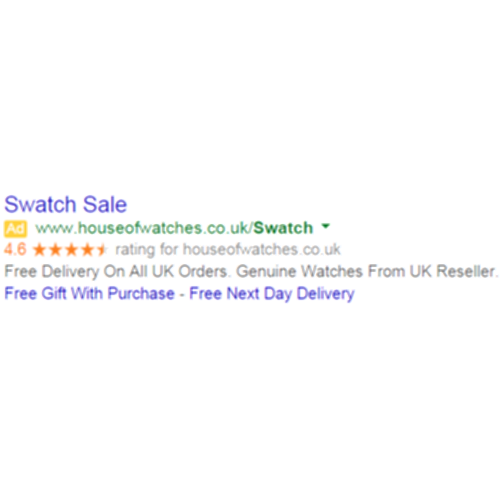 Swatch Sale
Ad www.houseofwatches.co.uk/Swatch
4.6 ★★★★★ rating for houseofwatches.co.uk
Free Delivery On All UK Orders. Genuine Watches From UK Reseller.
Free Gift With Purchase - Free Next Day Delivery